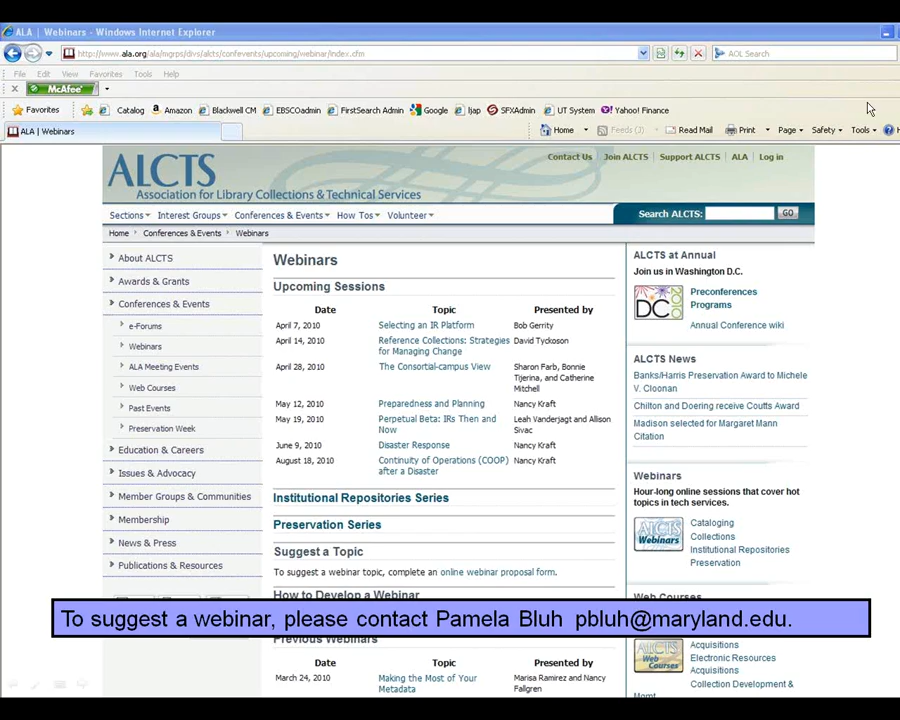 ALA | Webinars - Windows Internet Explorer
http://www.ala.org/ala/mgrps/divs/alcts/confevents/upcoming/webinar/index.cfm
AOL Search
File Edit View Favorites Tools Help
McAfee
Favorites Catalog Amazon Blackwell CM EBSCOadmin FirstSearch Admin Google ljap SFXAdmin UT System Yahoo! Finance
ALA | Webinars
Home Feeds (J) Read Mail Print Page Safety Tools
ALCTS
Association for Library Collections & Technical Services
Contact Us Join ALCTS Support ALCTS ALA Log in
Sections Interest Groups Conferences & Events How Tos Volunteer
Search ALCTS: GO
Home Conferences & Events Webinars
About ALCTS
Awards & Grants
Conferences & Events
e-Forums
Webinars
ALA Meeting Events
Web Courses
Past Events
Preservation Week
Education & Careers
Issues & Advocacy
Member Groups & Communities
Membership
News & Press
Publications & Resources
Webinars
Upcoming Sessions
Date Topic Presented by
April 7, 2010 Selecting an IR Platform Bob Gerrity
April 14, 2010 Reference Collections: Strategies David Tyckoson
for Managing Change
April 28, 2010 The Consortial-campus View Sharon Farb, Bonnie
Tijerina, and Catherine
Mitchell
May 12, 2010 Preparedness and Planning Nancy Kraft
May 19, 2010 Perpetual Beta: IRs Then and Leah Vanderjagt and Allison
Now Sivac
June 9, 2010 Disaster Response Nancy Kraft
August 18, 2010 Continuity of Operations (COOP) Nancy Kraft
after a Disaster
Institutional Repositories Series
Preservation Series
Suggest a Topic
To suggest a webinar topic, complete an online webinar proposal form.
How to Develop a Webinar
To suggest a webinar, please contact Pamela Bluh pbluh@maryland.edu.
Previous Webinars
Date Topic Presented by
March 24, 2010 Making the Most of Your Marisa Ramirez and Nancy
Metadata Fallgren
ALCTS at Annual
Join us in Washington D.C.
DC 2010
Preconferences
Programs
Annual Conference wiki
ALCTS News
Banks/Harris Preservation Award to Michele
V. Cloonan
Chilton and Doering receive Coutts Award
Madison selected for Margaret Mann
Citation
Webinars
Hour-long online sessions that cover hot
topics in tech services.
ALCTS
Webinars
Cataloging
Collections
Institutional Repositories
Preservation
Web Courses
ALCTS
Web
Courses
Acquisitions
Electronic Resources
Acquisitions
Collection Development &
Mgmt